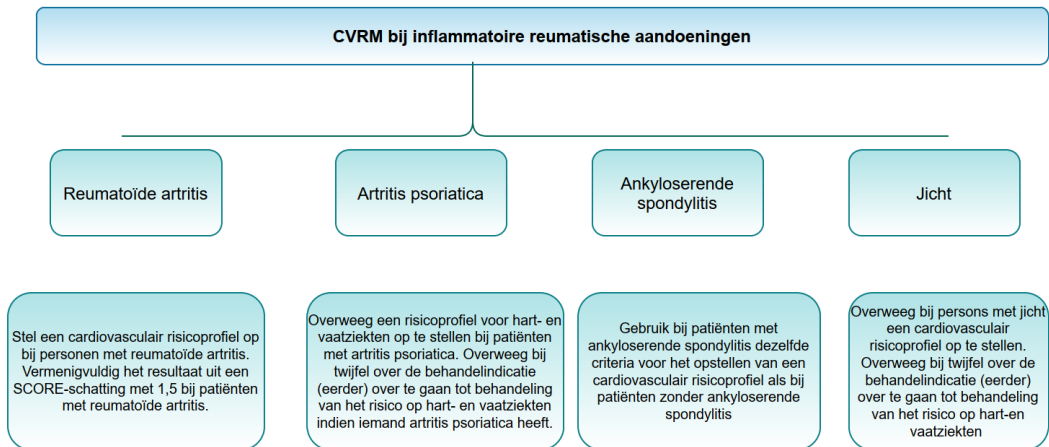 CVRM bij inflammatoire reumatische aandoeningen
Reumatoïde artritis
Artritis psoriatica
Ankyloserende
spondylitis
Jicht
Stel een cardiovasculair risicoprofiel op
bij personen met reumatoïde artritis.
Vermenigvuldig het resultaat uit een
SCORE-schatting met 1,5 bij patiënten
met reumatoïde artritis.
Overweeg een risicoprofiel voor hart- en
vaatziekten op te stellen bij patiënten
met artritis psoriatica. Overweeg bij
twijfel over de behandelindicatie
(eerder) over te gaan tot behandeling
van het risico op hart- en vaatziekten
indien iemand artritis psoriatica heeft.
Gebruik bij patiënten met
ankyloserende spondylitis dezelfde
criteria voor het opstellen van een
cardiovasculair risicoprofiel als bij
patiënten zonder ankyloserende
spondylitis
Overweeg bij persons met jicht
een cardiovasculair
risicoprofiel op te stellen.
Overweeg bij twijfel over de
behandelindicatie (eerder)
over te gaan tot behandeling
van het risico op hart-en
vaatziekten